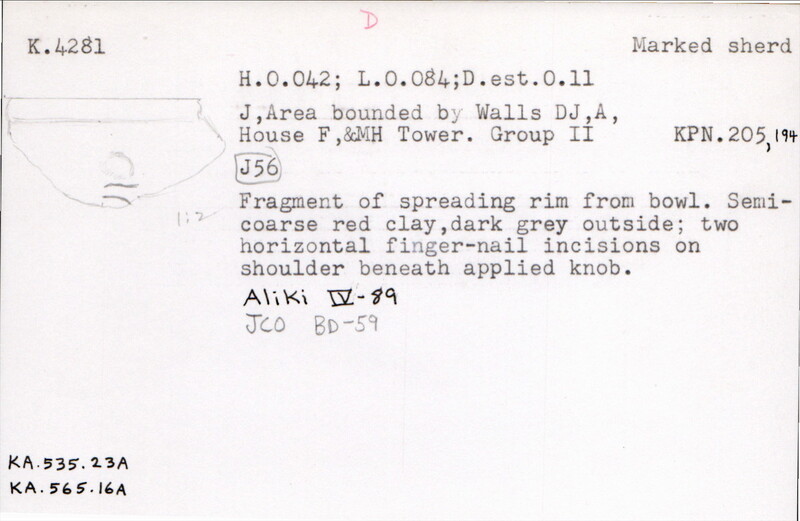 D
K.4281
Marked sherd
H.0.042; L.0.084;D.est.0.11
J,Area bounded by Walls DJ,A,
House F,&MH Tower. Group II KPN.205,194
J56
1:2
Fragment of spreading rim from bowl. Semi-
coarse red clay,dark grey outside; two
horizontal finger-nail incisions on
shoulder beneath applied knob.
Aliki IV-89
JCO BD-59
KA.535.23A
KA.565.16A